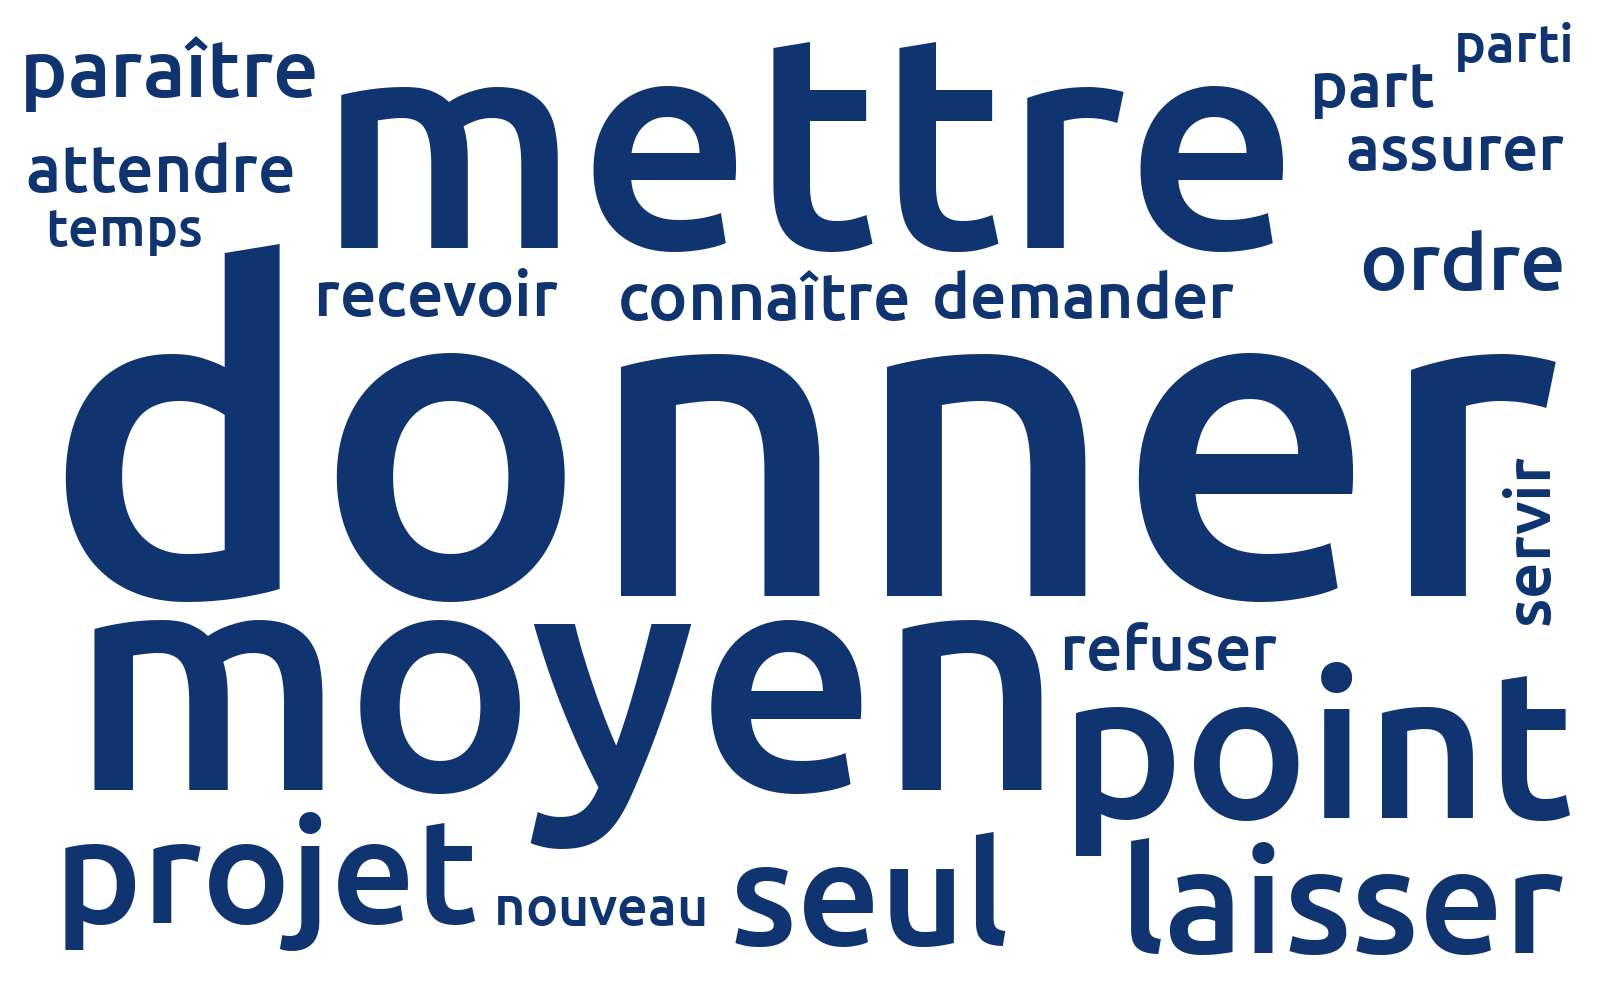 paraître
mettre
parti
part
assurer
attendre
temps
ordre
recevoir
connaître
demander
donner
servir
moyen
refuser
point
projet
nouveau
seul
laisser